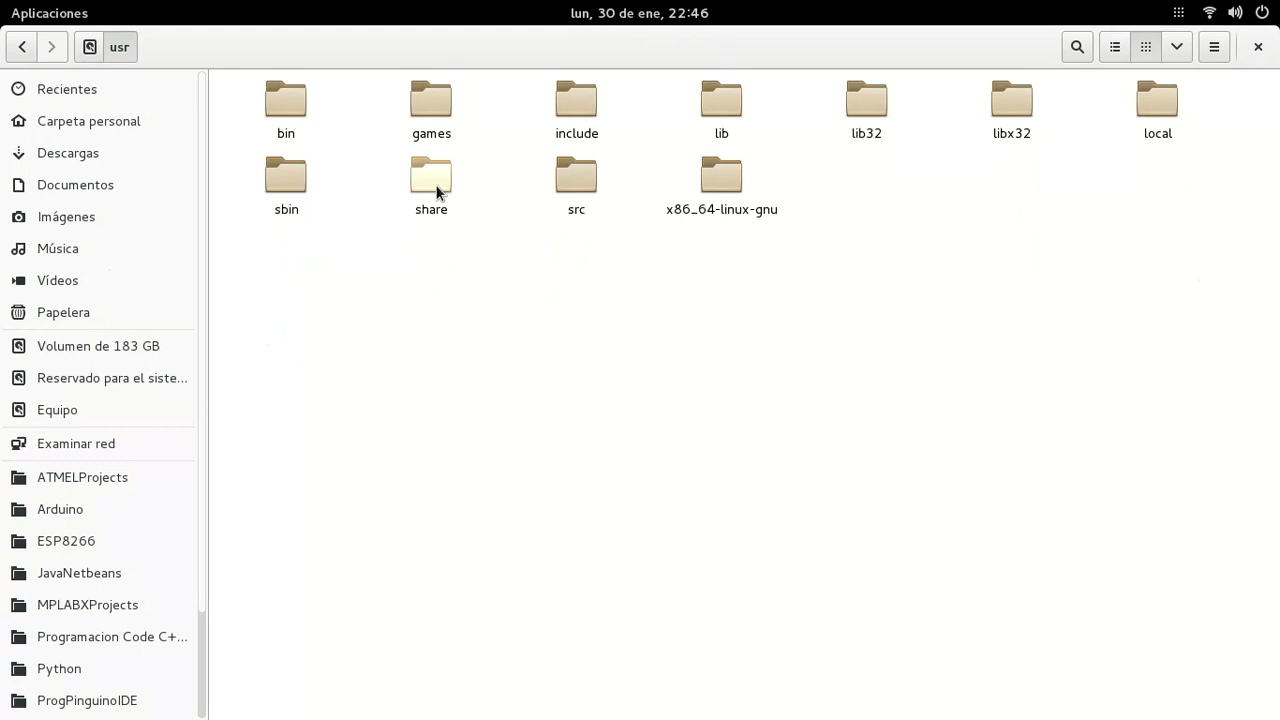 Aplicaciones
lun, 30 de ene, 22:46
usr
Recientes
Carpeta personal
Descargas
Documentos
Imágenes
Música
Vídeos
Papelera
Volumen de 183 GB
Reservado para el siste...
Equipo
Examinar red
ATMELProjects
Arduino
ESP8266
JavaNetbeans
MPLABXProjects
Programacion Code C+...
Python
ProgPinguinoIDE
bin games include lib lib32 libx32 local
sbin share src x86_64-linux-gnu